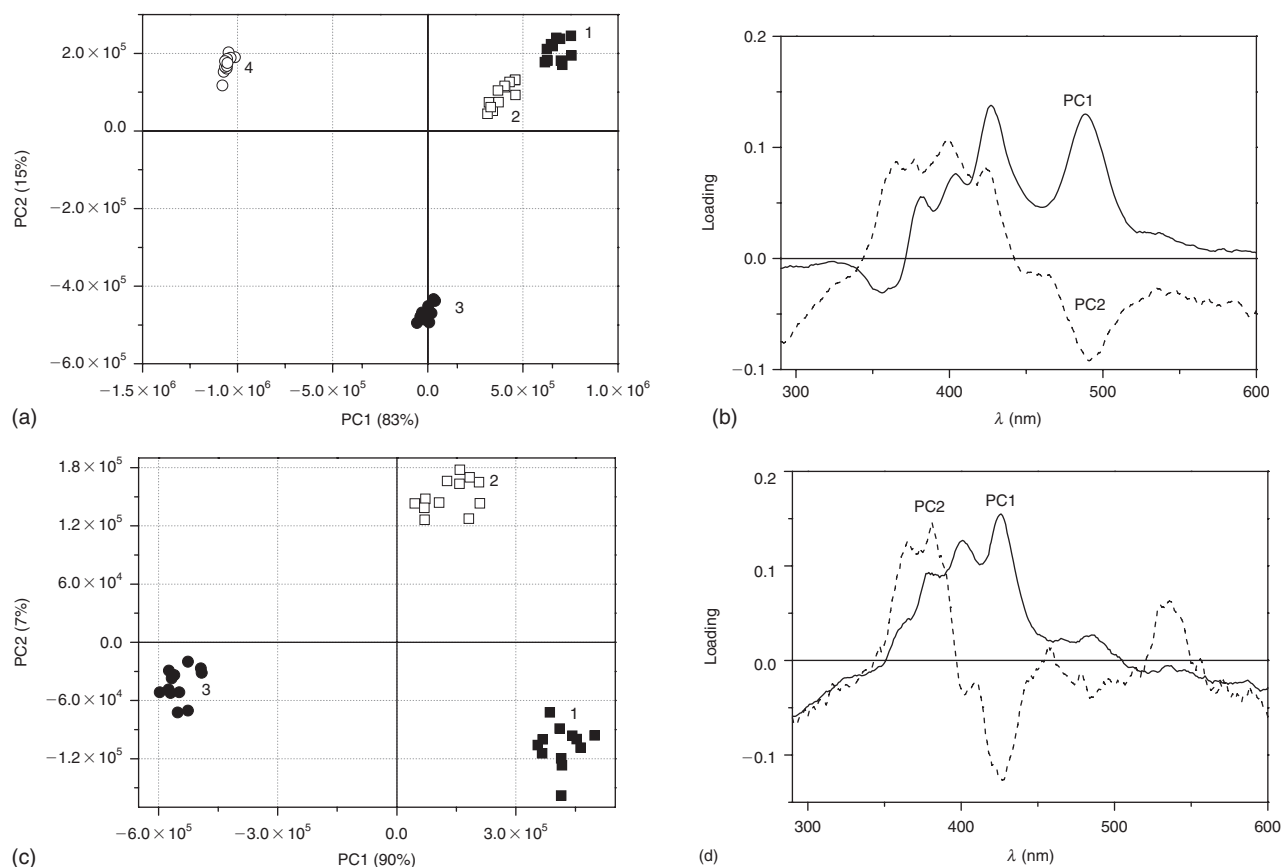 2.0 × 10⁵
0.0
−2.0 × 10⁵
−4.0 × 10⁵
−6.0 × 10⁵
PC2 (15%)
1
2
3
4
−1.5 × 10⁶
−1.0 × 10⁶
−5.0 × 10⁵
0.0
5.0 × 10⁵
1.0 × 10⁶
PC1 (83%)
(a)
0.2
0.1
0.0
−0.1
Loading
PC1
PC2
300
400
500
600
λ (nm)
(b)
1.8 × 10⁵
1.2 × 10⁵
6.0 × 10⁴
0.0
−6.0 × 10⁴
−1.2 × 10⁵
PC2 (7%)
2
3
1
−6.0 × 10⁵
−3.0 × 10⁵
0.0
3.0 × 10⁵
PC1 (90%)
(c)
0.2
0.1
0.0
−0.1
Loading
PC2
PC1
300
400
500
600
λ (nm)
(d)